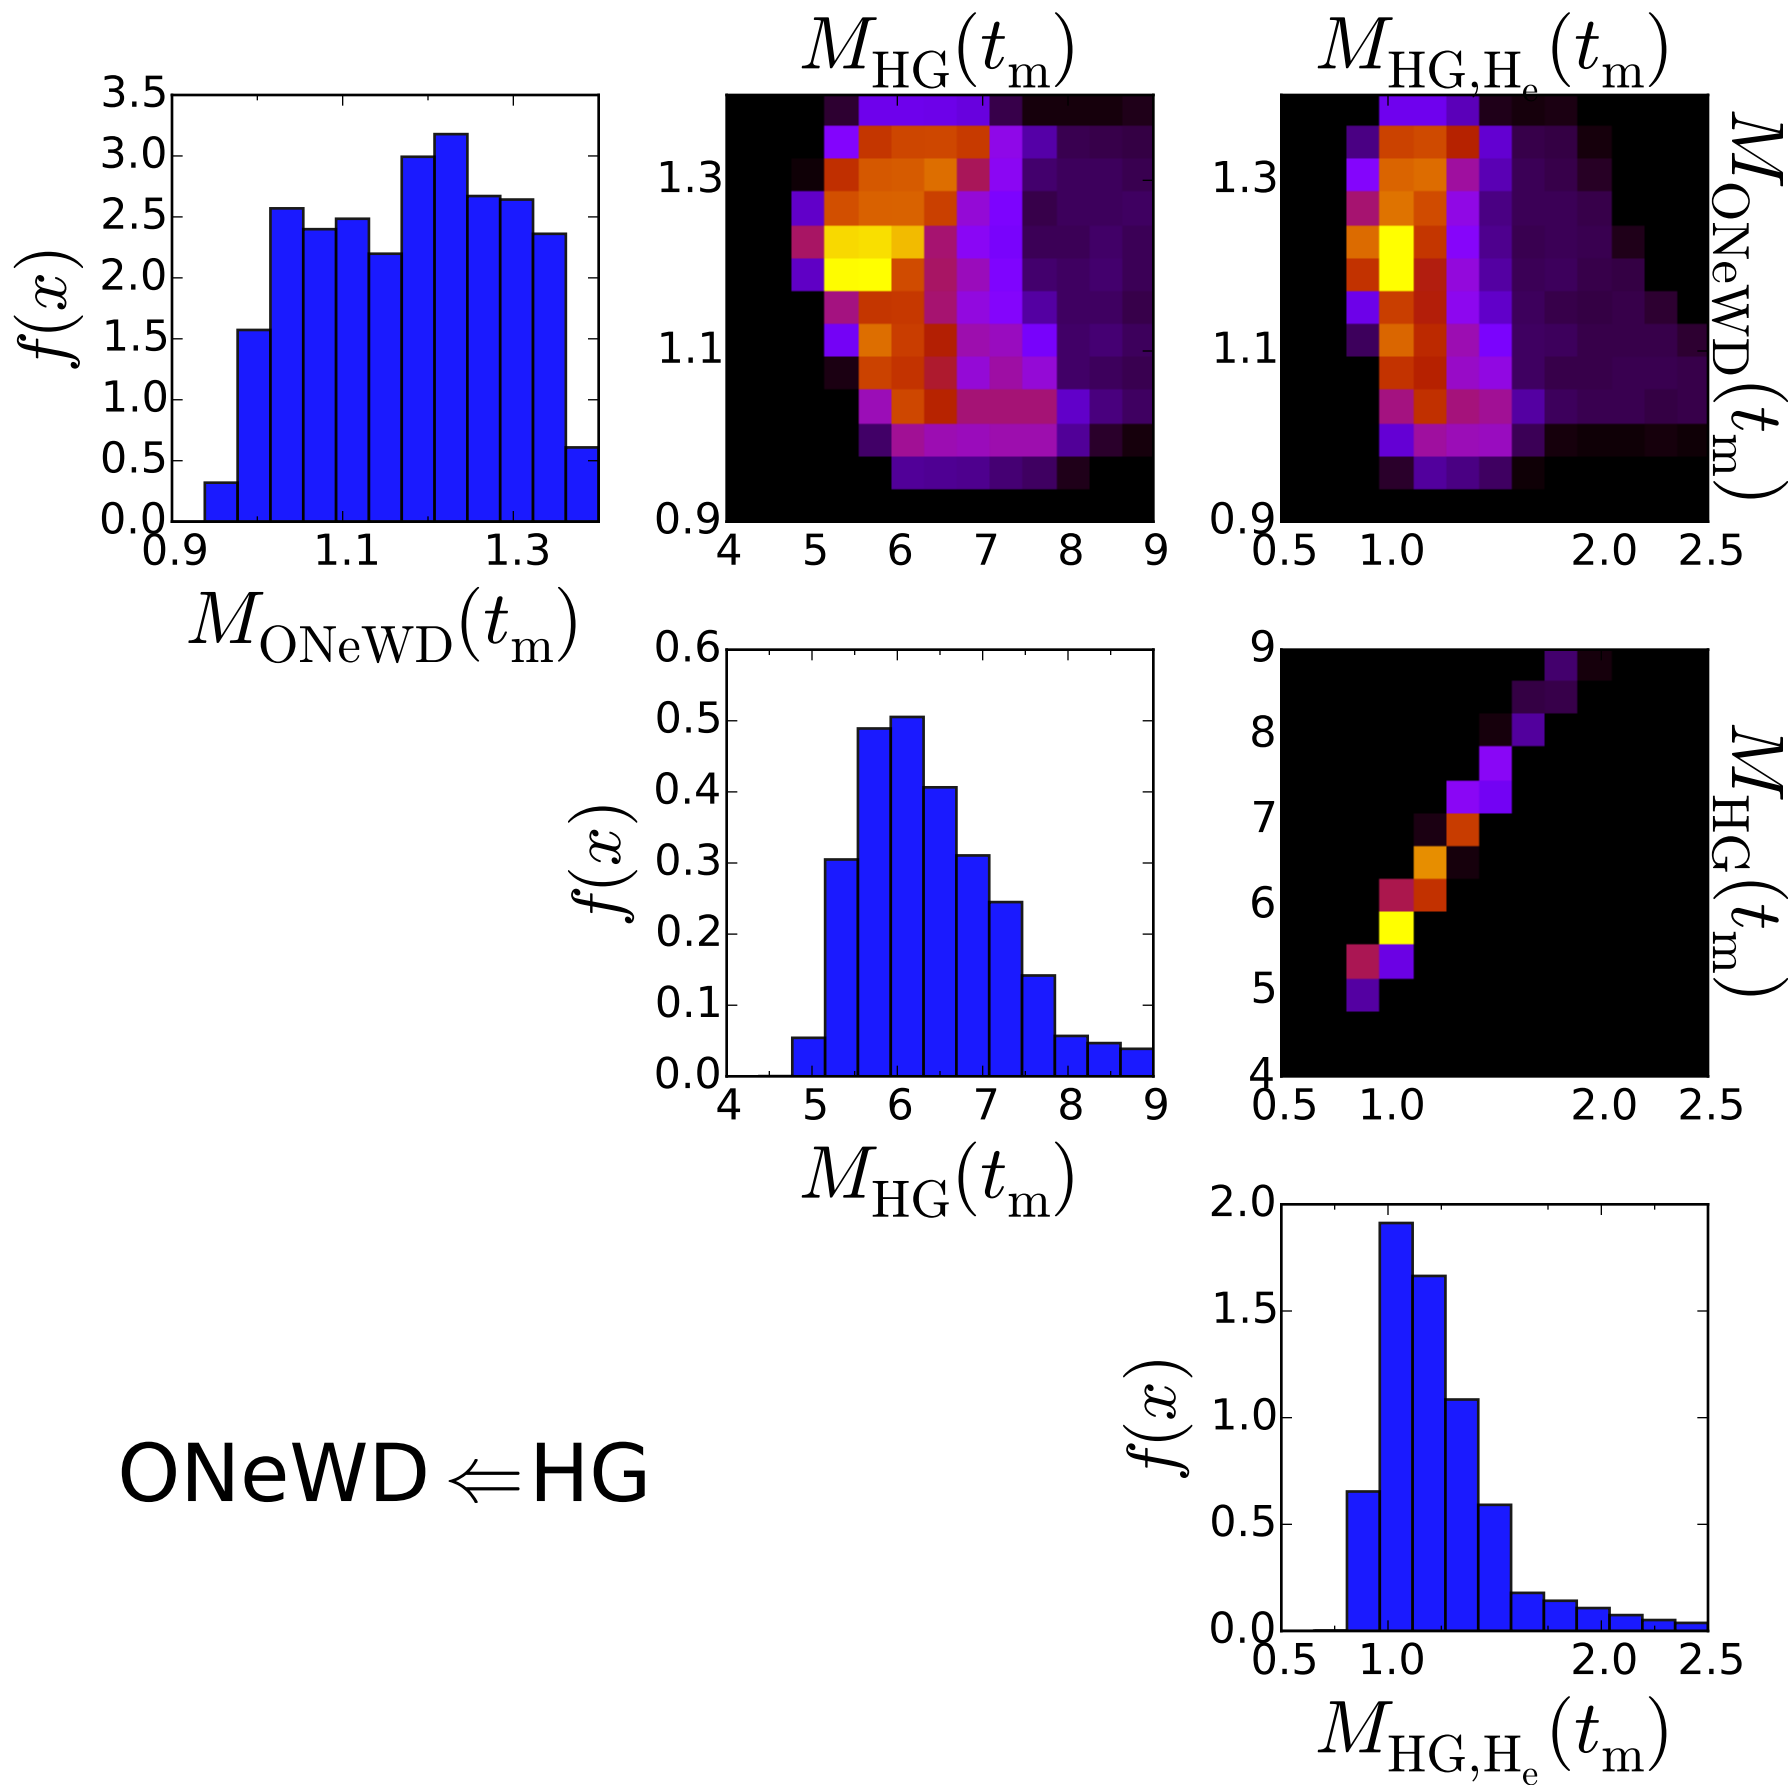 M_HG(t_m) M_HG,H_e(t_m)
3.5
3.0
2.5
2.0
1.5
1.0
0.5
0.0
f(x)
0.9 1.1 1.3
M_ONeWD(t_m)
1.3
1.1
0.9
4 5 6 7 8 9
1.3
1.1
0.9
0.5 1.0 2.0 2.5
M_ONeWD(t_m)
0.6
0.5
0.4
0.3
0.2
0.1
0.0
f(x)
4 5 6 7 8 9
M_HG(t_m)
9
8
7
6
5
4
0.5 1.0 2.0 2.5
M_HG(t_m)
2.0
1.5
1.0
0.5
0.0
f(x)
0.5 1.0 2.0 2.5
M_HG,H_e(t_m)
ONeWD ⇐ HG